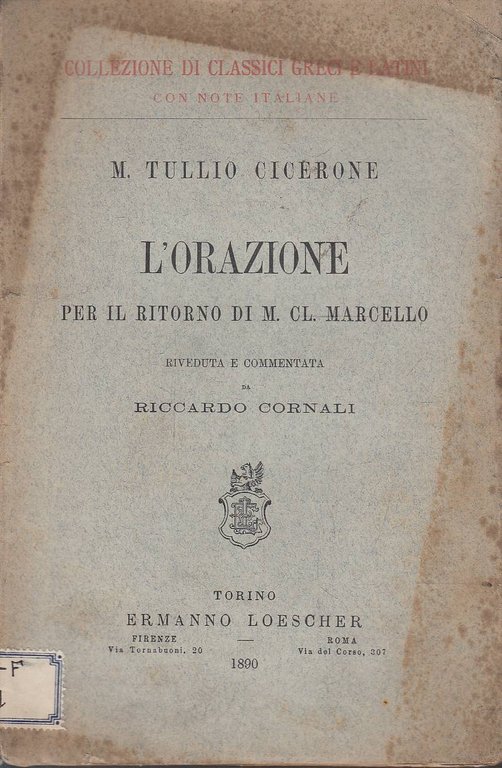 COLLEZIONE DI CLASSICI GRECI E LATINI
CON NOTE ITALIANE
M. TULLIO CICERONE
L'ORAZIONE
PER IL RITORNO DI M. CL. MARCELLO
RIVEDUTA E COMMENTATA
DA
RICCARDO CORNALI
TORINO
ERMANNO LOESCHER
FIRENZE
Via Tornabuoni, 20
ROMA
Via del Corso, 307
1890
-F